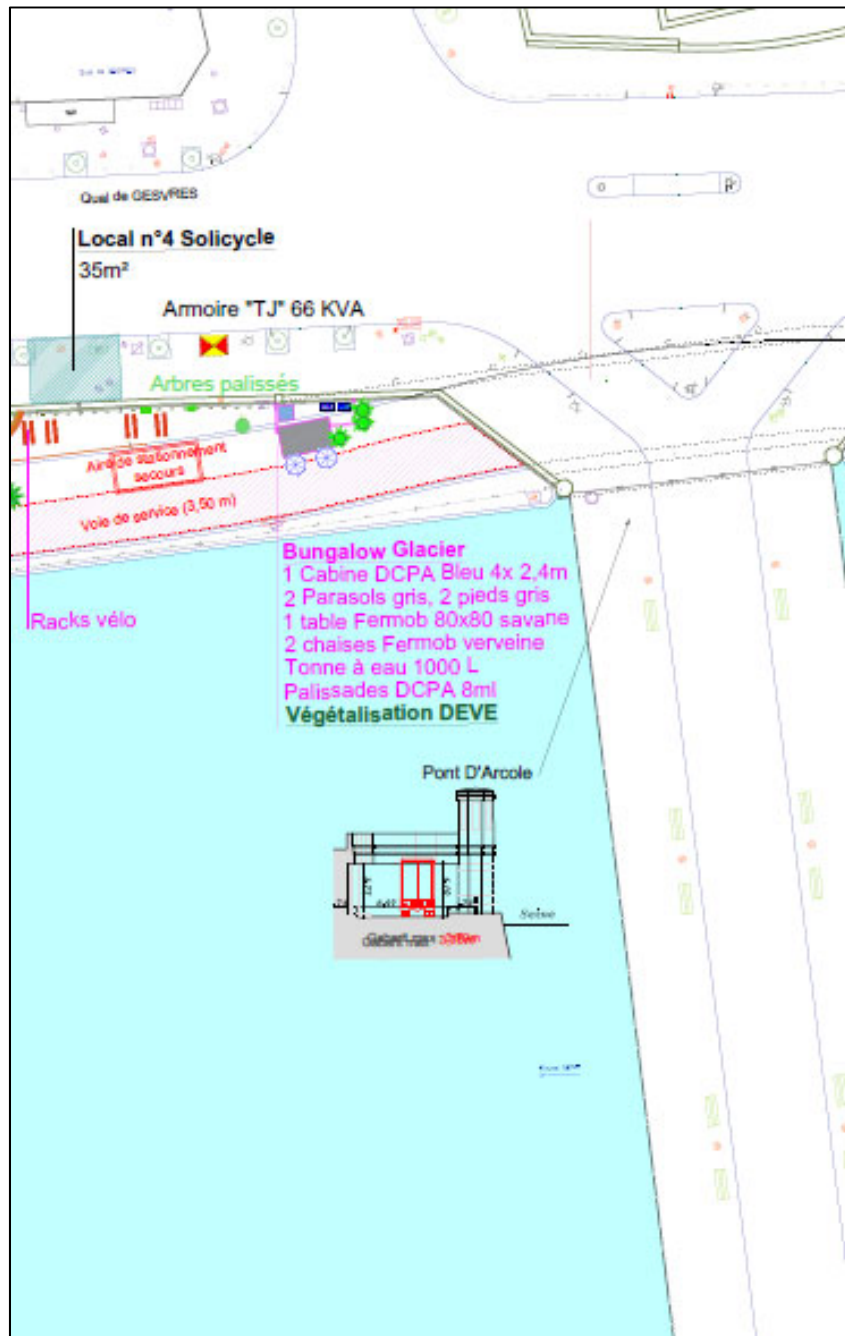 Quai de GESVRES
Local n°4 Solicycle
35m²
Armoire "TJ" 66 KVA
Arbres palissés
Aire de stationnement
secours
Voie de service (3,50 m)
Racks vélo
Bungalow Glacier
1 Cabine DCPA Bleu 4x 2,4m
2 Parasols gris, 2 pieds gris
1 table Fermob 80x80 savane
2 chaises Fermob verveine
Tonne à eau 1000 L
Palissades DCPA 8ml
Végétalisation DEVE
Pont D'Arcole
Seine